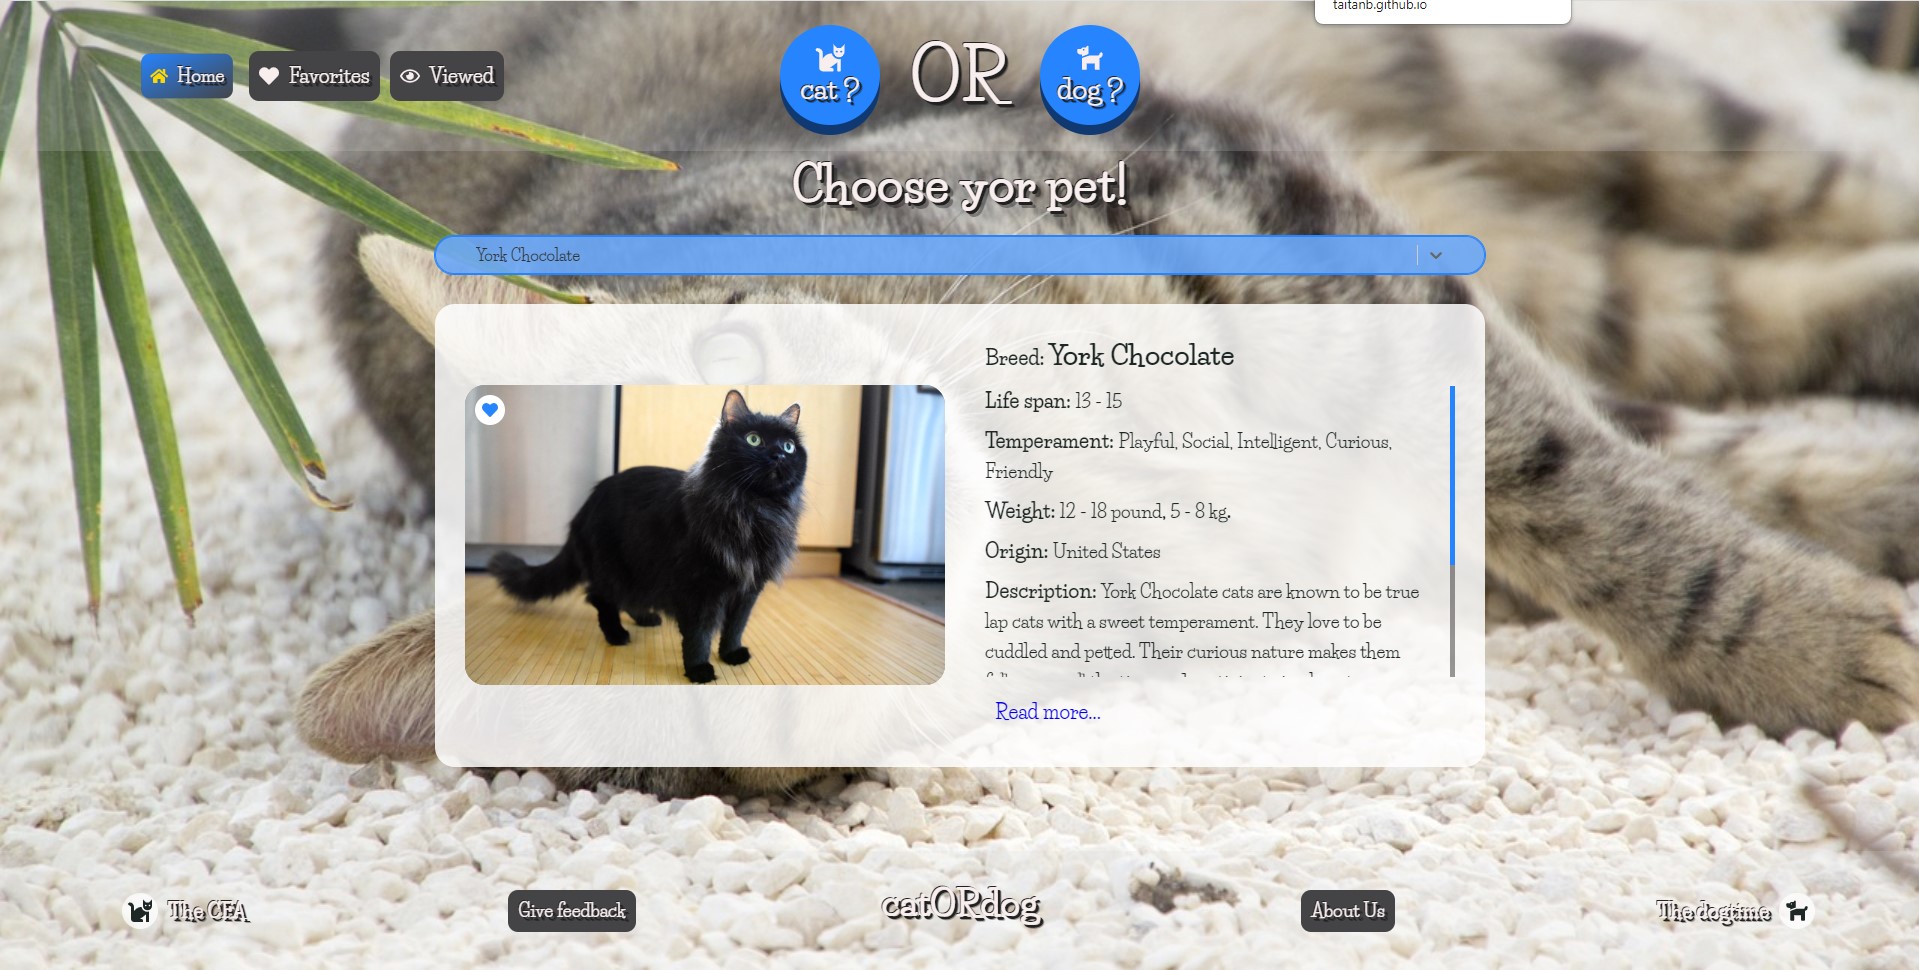 taitanb.github.io
Home
Favorites
Viewed
cat ?
OR
dog ?
Choose yor pet!
York Chocolate
Breed: York Chocolate
Life span: 13 - 15
Temperament: Playful, Social, Intelligent, Curious,
Friendly
Weight: 12 - 18 pound, 5 - 8 kg.
Origin: United States
Description: York Chocolate cats are known to be true
lap cats with a sweet temperament. They love to be
cuddled and petted. Their curious nature makes them
Read more...
The CFA
Give feedback
catORdog
About Us
The dogtime